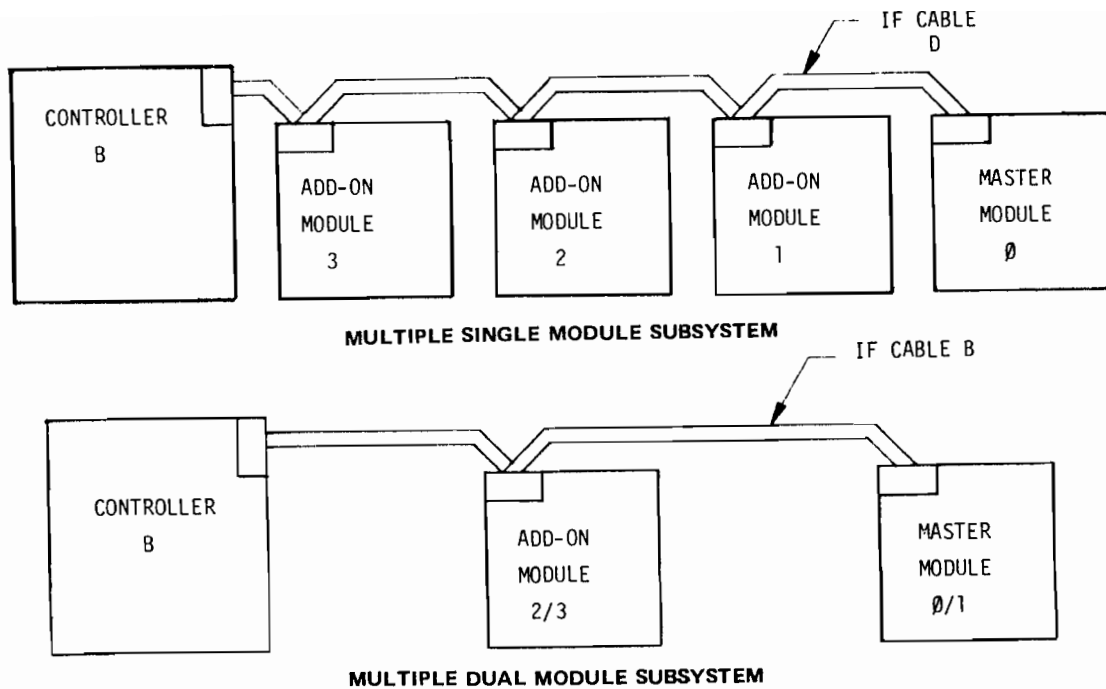 IF CABLE
D
CONTROLLER
B
ADD-ON
MODULE
3
ADD-ON
MODULE
2
ADD-ON
MODULE
1
MASTER
MODULE
Ø
MULTIPLE SINGLE MODULE SUBSYSTEM
IF CABLE B
CONTROLLER
B
ADD-ON
MODULE
2/3
MASTER
MODULE
Ø/1
MULTIPLE DUAL MODULE SUBSYSTEM